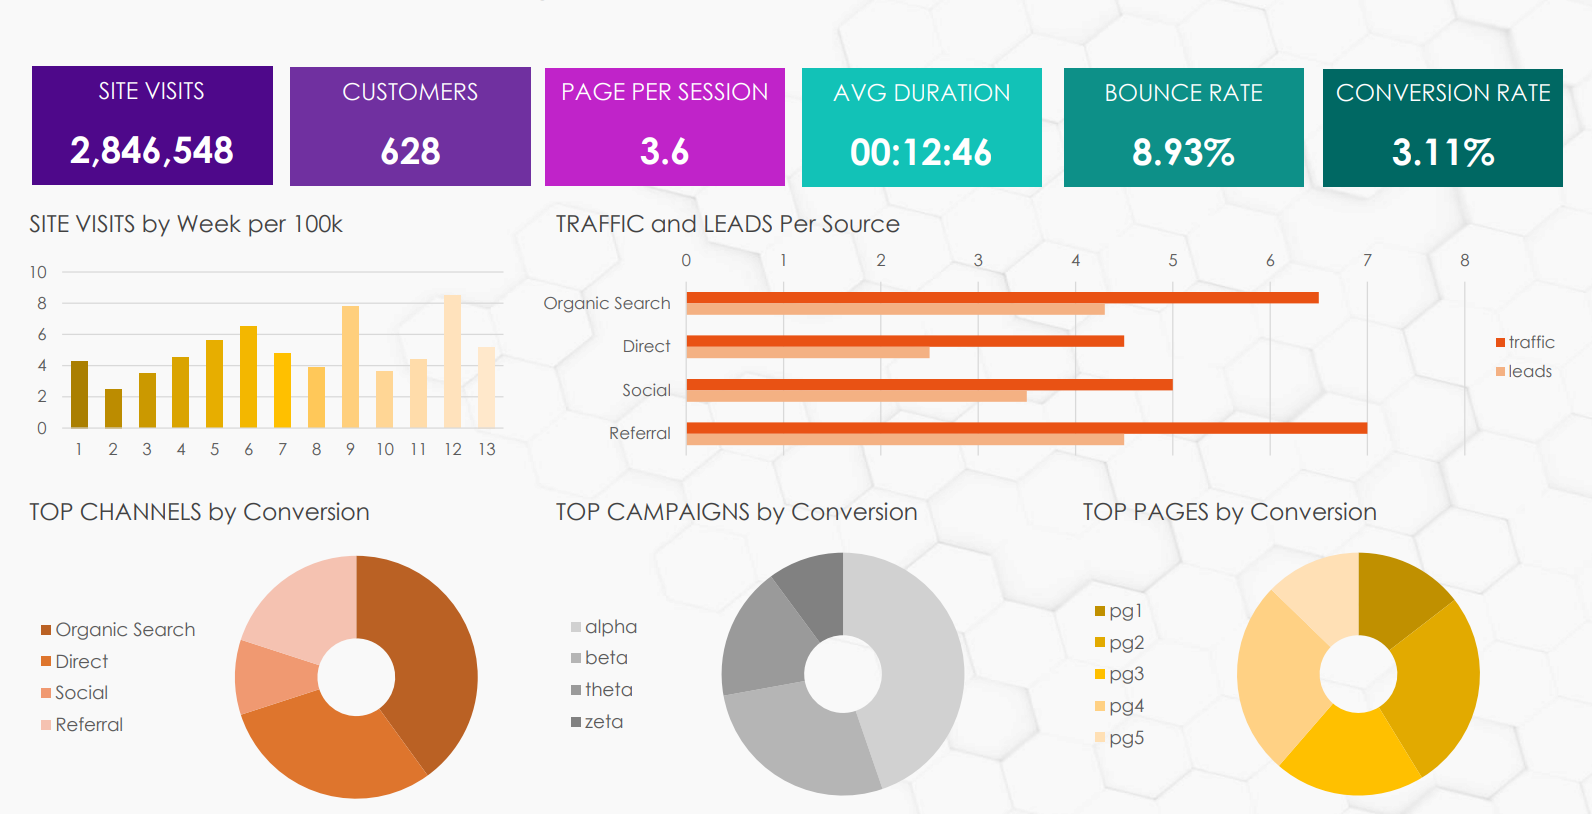 SITE VISITS
2,846,548
CUSTOMERS
628
PAGE PER SESSION
3.6
AVG DURATION
00:12:46
BOUNCE RATE
8.93%
CONVERSION RATE
3.11%
SITE VISITS by Week per 100k
10
8
6
4
2
0
1 2 3 4 5 6 7 8 9 10 11 12 13
TRAFFIC and LEADS Per Source
0 1 2 3 4 5 6 7 8
Organic Search
Direct
Social
Referral
traffic
leads
TOP CHANNELS by Conversion
Organic Search
Direct
Social
Referral
TOP CAMPAIGNS by Conversion
alpha
beta
theta
zeta
TOP PAGES by Conversion
pg1
pg2
pg3
pg4
pg5